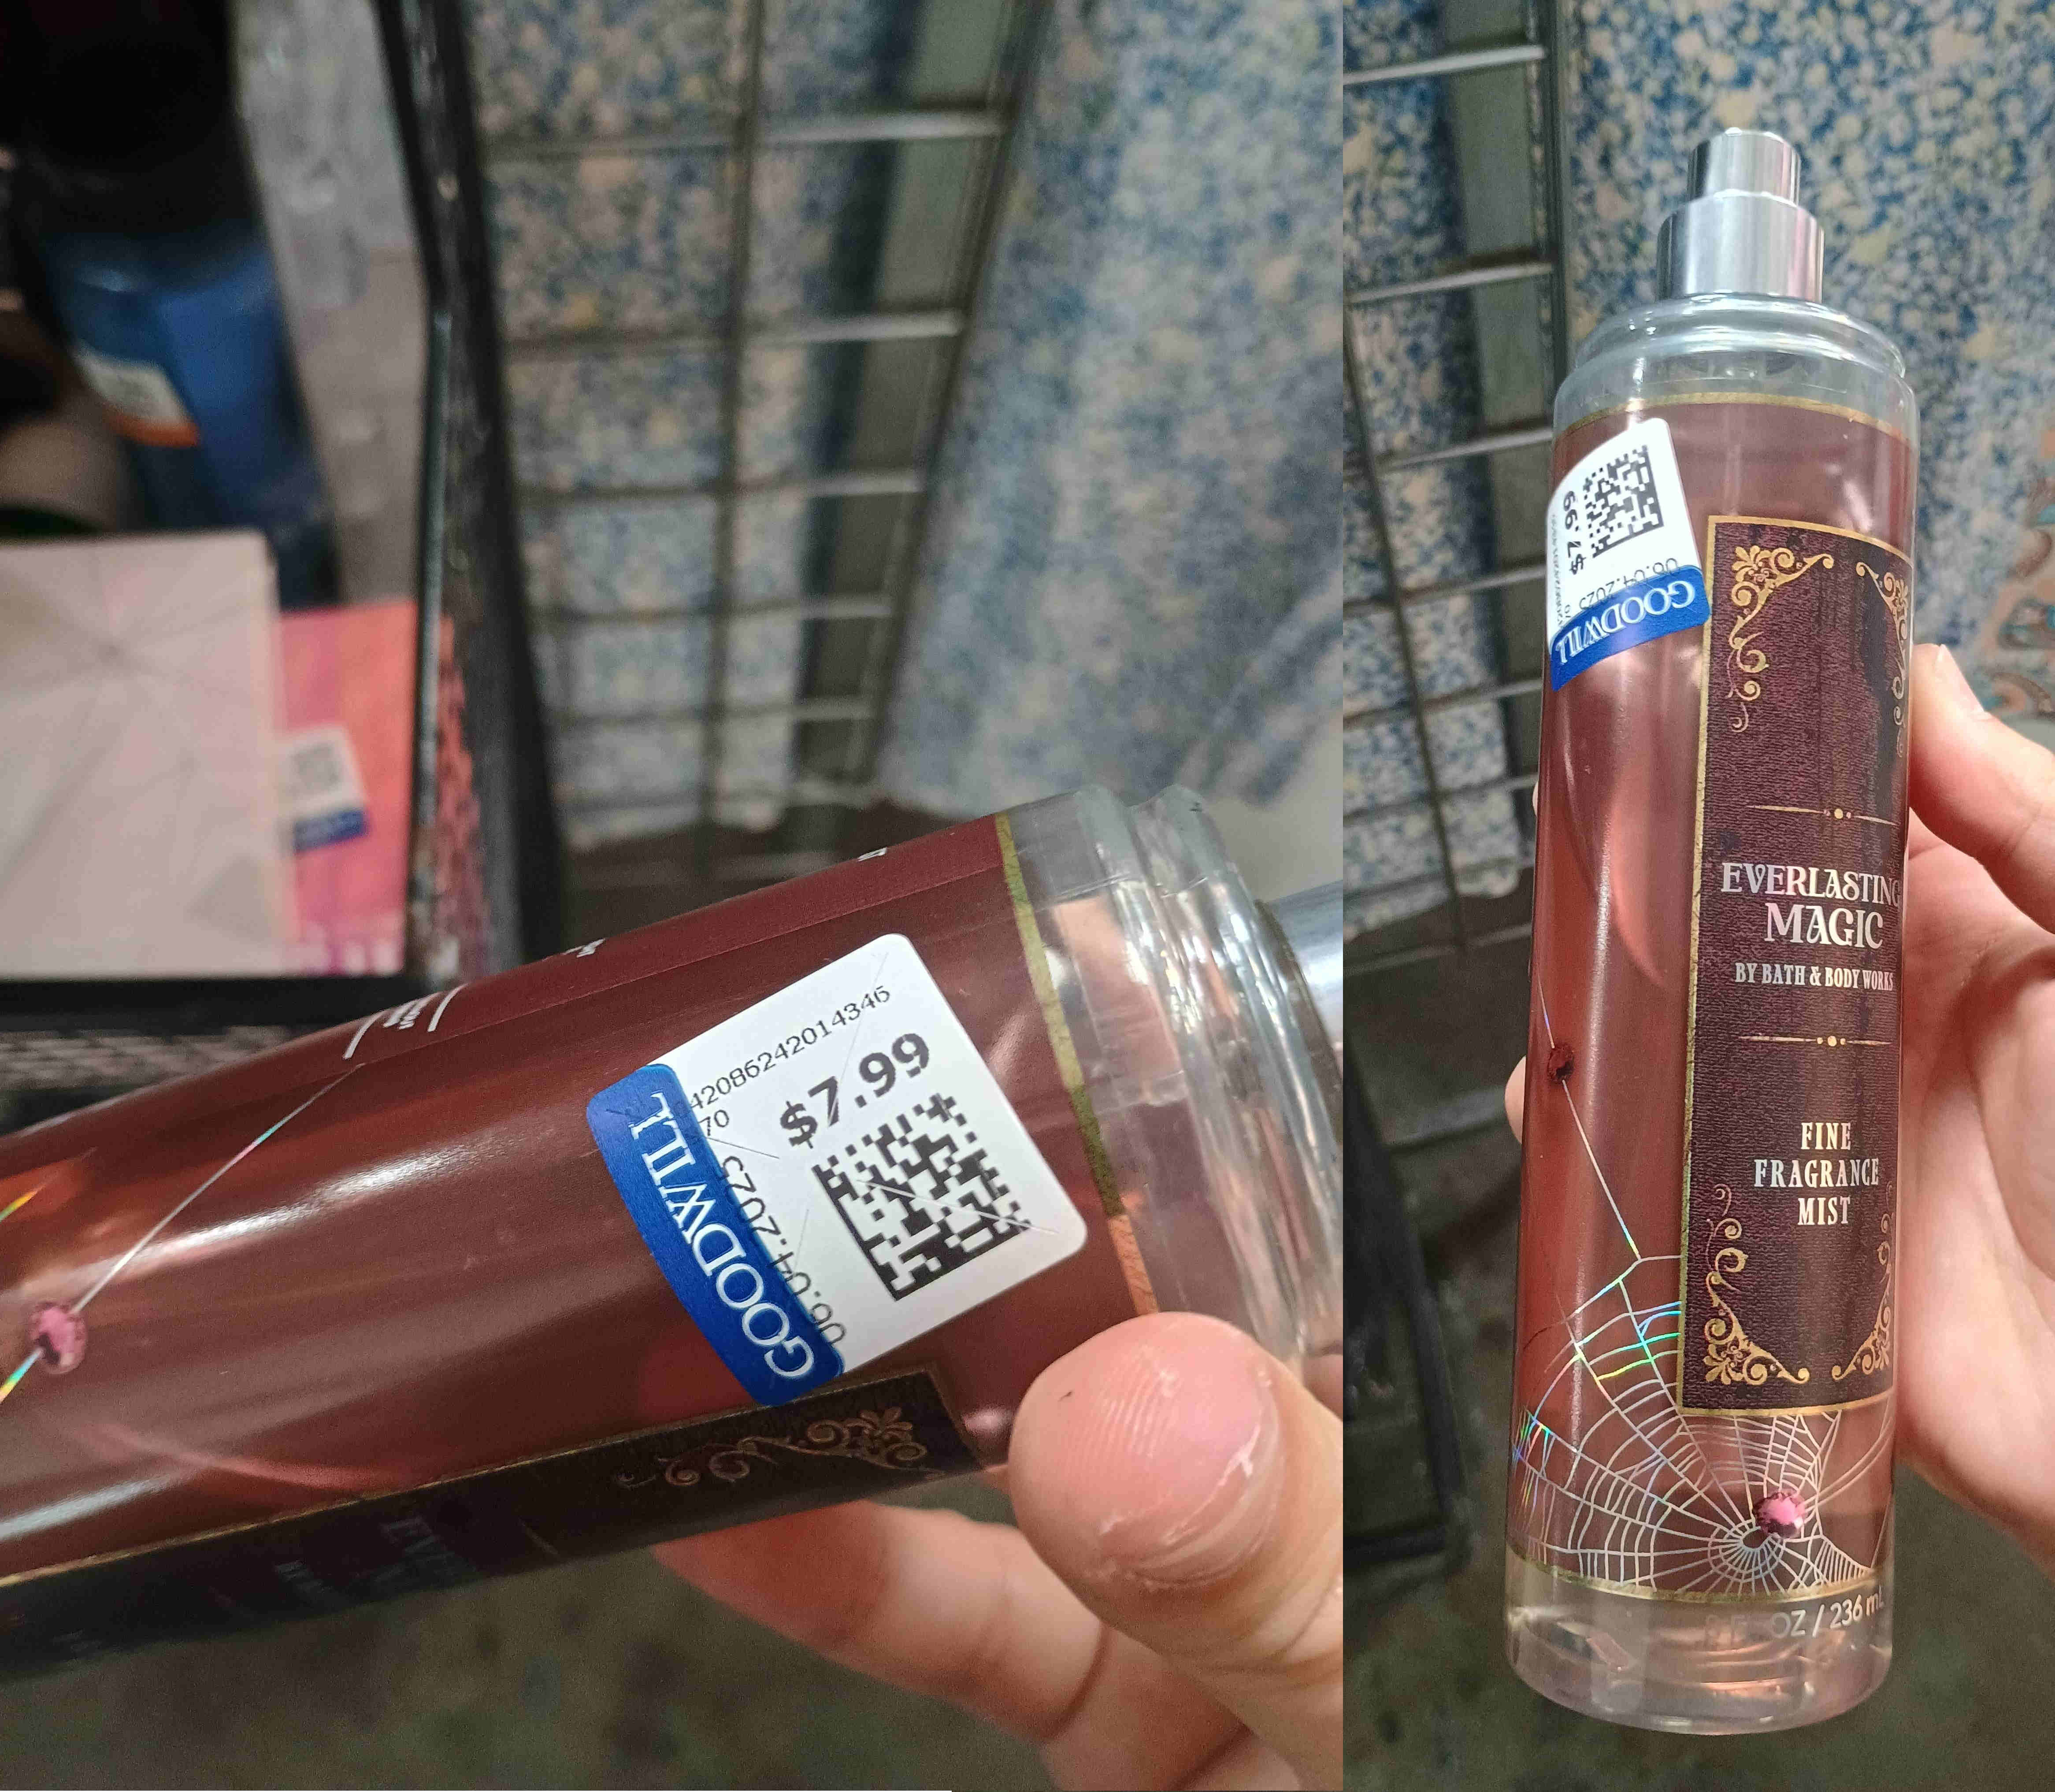 42086242014346
70
$7.99
06.04.2025
GOODWILL
$7.99
06.04.2025
GOODWILL
EVERLASTING
MAGIC
BY BATH & BODY WORKS
FINE
FRAGRANCE
MIST
OZ / 236 mL